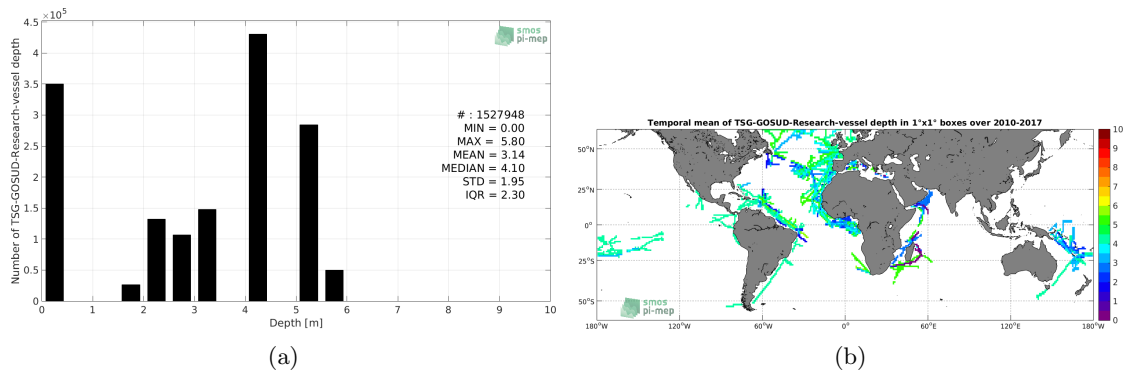 ×10^5
4.5
4
3.5
3
2.5
2
1.5
1
0.5
0
Number of TSG-GOSUD-Research-vessel depth
smos
pi-mep
# : 1527948
MIN = 0.00
MAX = 5.80
MEAN = 3.14
MEDIAN = 4.10
STD = 1.95
IQR = 2.30
0 1 2 3 4 5 6 7 8 9 10
Depth [m]
(a)
Temporal mean of TSG-GOSUD-Research-vessel depth in 1°x1° boxes over 2010-2017
50°N
25°N
0°
25°S
50°S
smos
pi-mep
180°W 120°W 60°W 0° 60°E 120°E 180°W
10
9
8
7
6
5
4
3
2
1
0
(b)